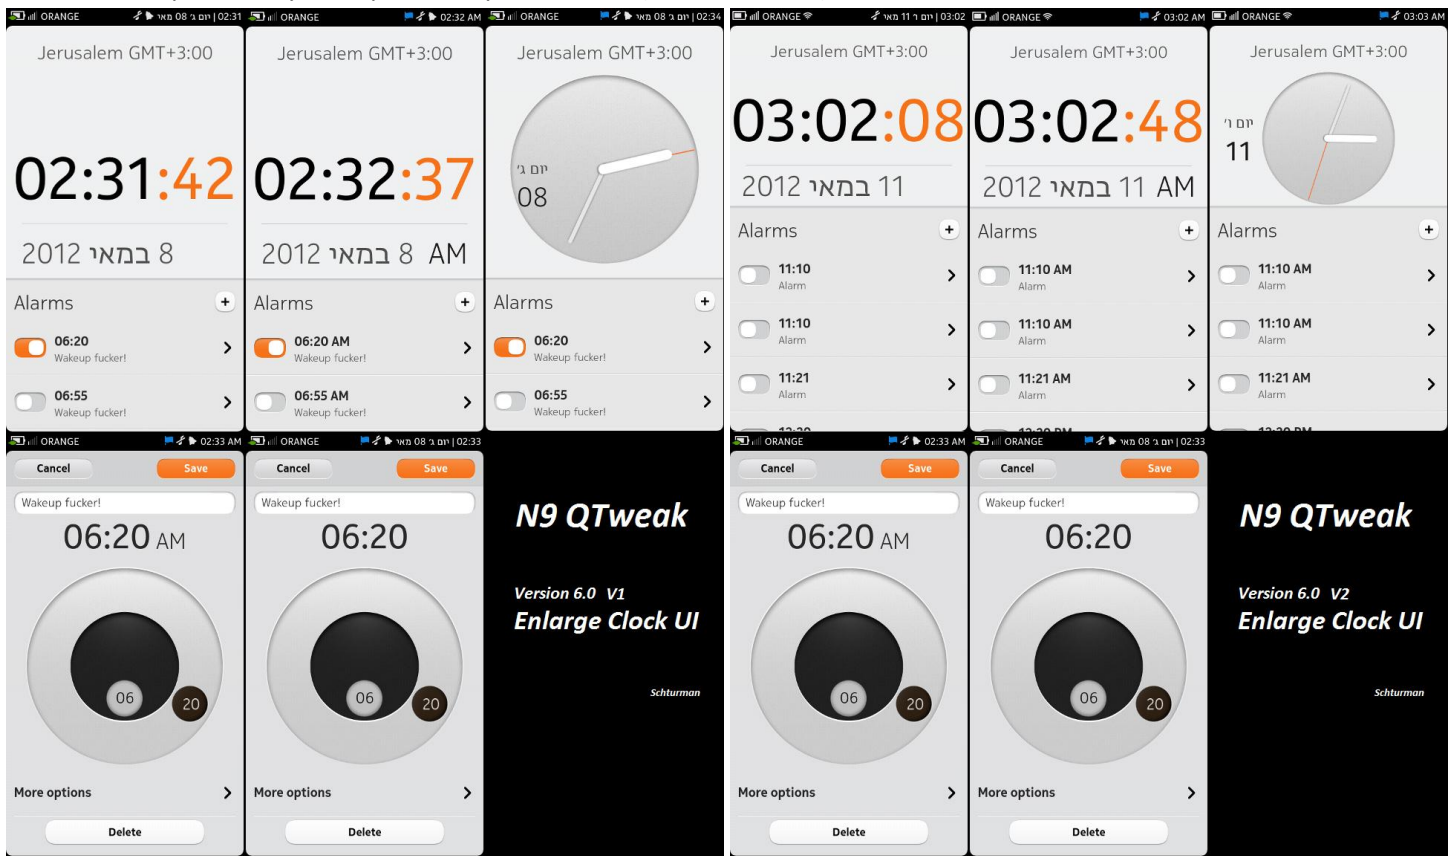 ORANGE יום ג׳ 08 מאי | 02:31
Jerusalem GMT+3:00
02:31:42
8 במאי 2012
Alarms +
06:20
Wakeup fucker!
06:55
Wakeup fucker!
ORANGE 02:32 AM
Jerusalem GMT+3:00
02:32:37
8 במאי 2012 AM
Alarms +
06:20 AM
Wakeup fucker!
06:55 AM
Wakeup fucker!
ORANGE יום ג׳ 08 מאי | 02:34
Jerusalem GMT+3:00
יום ג׳
08
Alarms +
06:20
Wakeup fucker!
06:55
Wakeup fucker!
ORANGE יום ו׳ 11 מאי | 03:02
Jerusalem GMT+3:00
03:02:08
11 במאי 2012
Alarms +
11:10
Alarm
11:10
Alarm
11:21
Alarm
12:20
ORANGE 03:02 AM
Jerusalem GMT+3:00
03:02:48
11 במאי 2012 AM
Alarms +
11:10 AM
Alarm
11:10 AM
Alarm
11:21 AM
Alarm
12:20 PM
ORANGE 03:03 AM
Jerusalem GMT+3:00
יום ו׳
11
Alarms +
11:10 AM
Alarm
11:10 AM
Alarm
11:21 AM
Alarm
12:20 PM
ORANGE 02:33 AM
Cancel Save
Wakeup fucker!
06:20 AM
06
20
More options
Delete
ORANGE יום ג׳ 08 מאי | 02:33
Cancel Save
Wakeup fucker!
06:20
06
20
More options
Delete
N9 QTweak
Version 6.0 V1
Enlarge Clock UI
Schturman
ORANGE 02:33 AM
Cancel Save
Wakeup fucker!
06:20 AM
06
20
More options
Delete
ORANGE יום ג׳ 08 מאי | 02:33
Cancel Save
Wakeup fucker!
06:20
06
20
More options
Delete
N9 QTweak
Version 6.0 V2
Enlarge Clock UI
Schturman